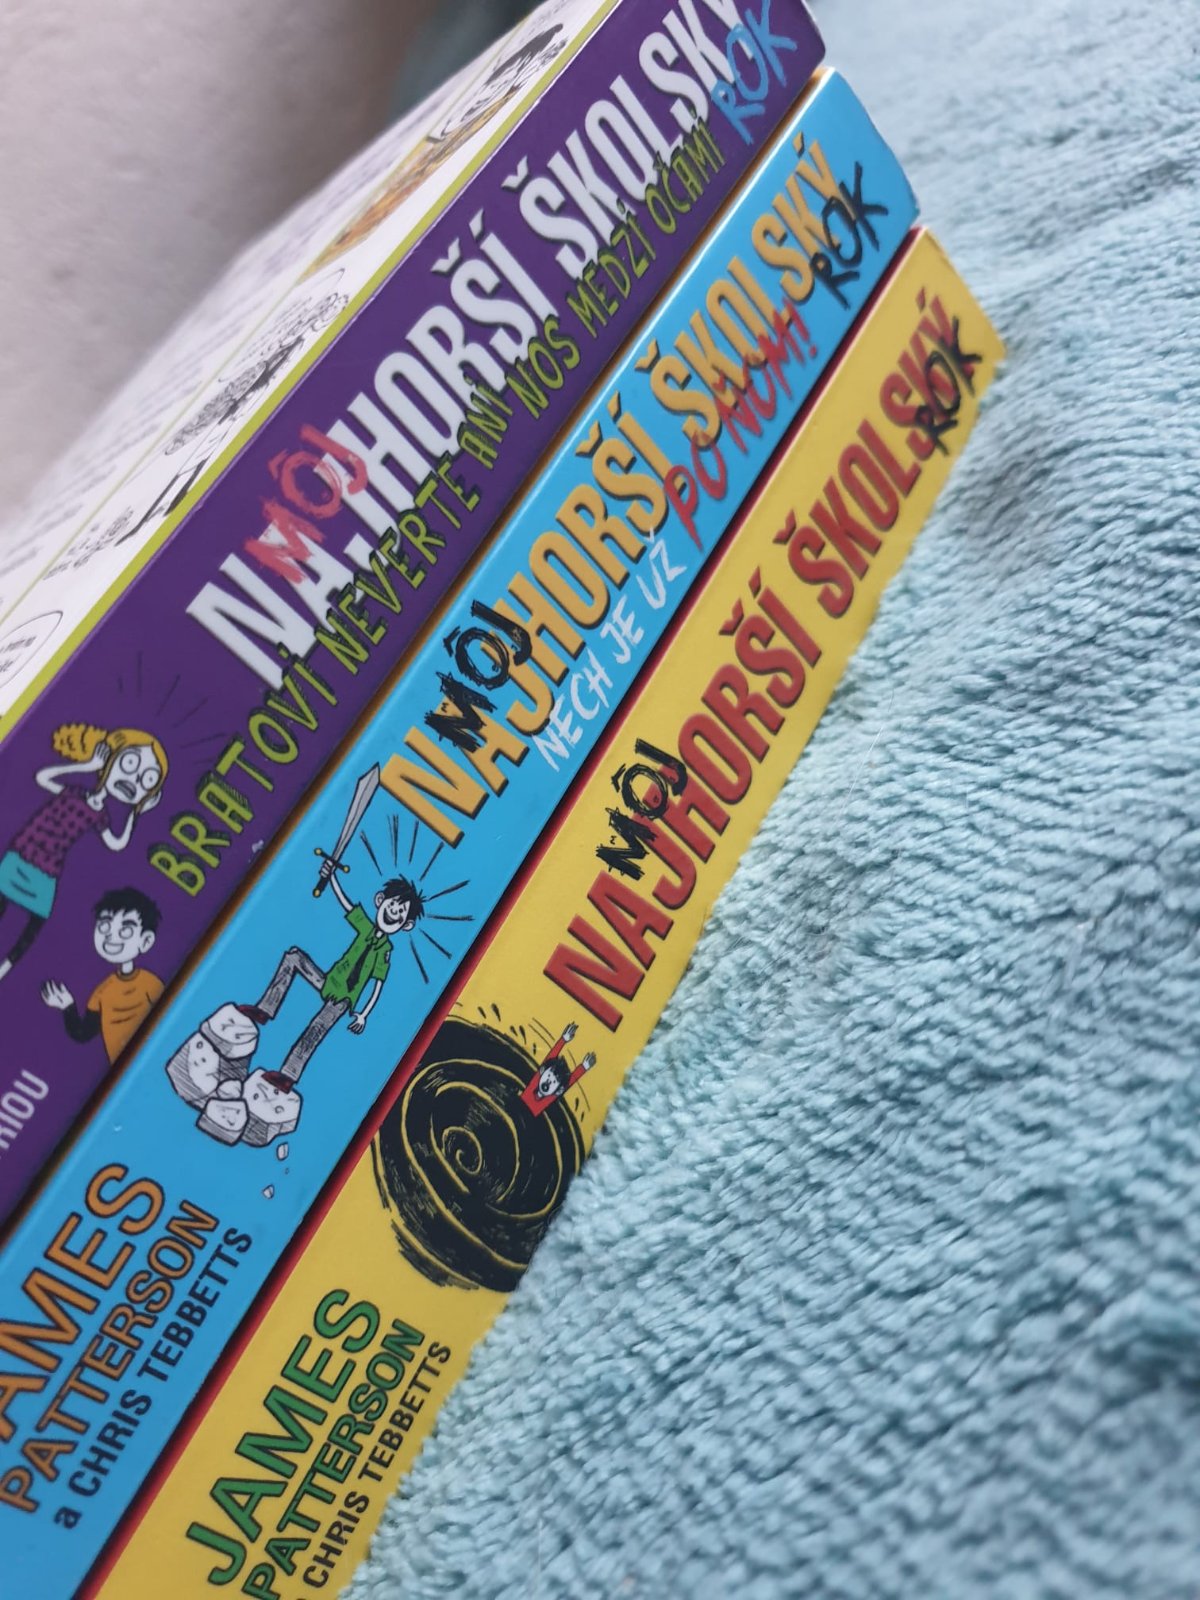 MÔJ
NAJHORŠÍ ŠKOLSKÝ
ROK
BRATOVI NEVERTE ANI NOS MEDZI OČAMI
MÔJ
NAJHORŠÍ ŠKOLSKÝ
ROK
NECH JE UŽ PO ŇOM!
JAMES
PATTERSON
a CHRIS TEBBETTS
MÔJ
NAJHORŠÍ ŠKOLSKÝ
ROK
JAMES
PATTERSON
CHRIS TEBBETTS